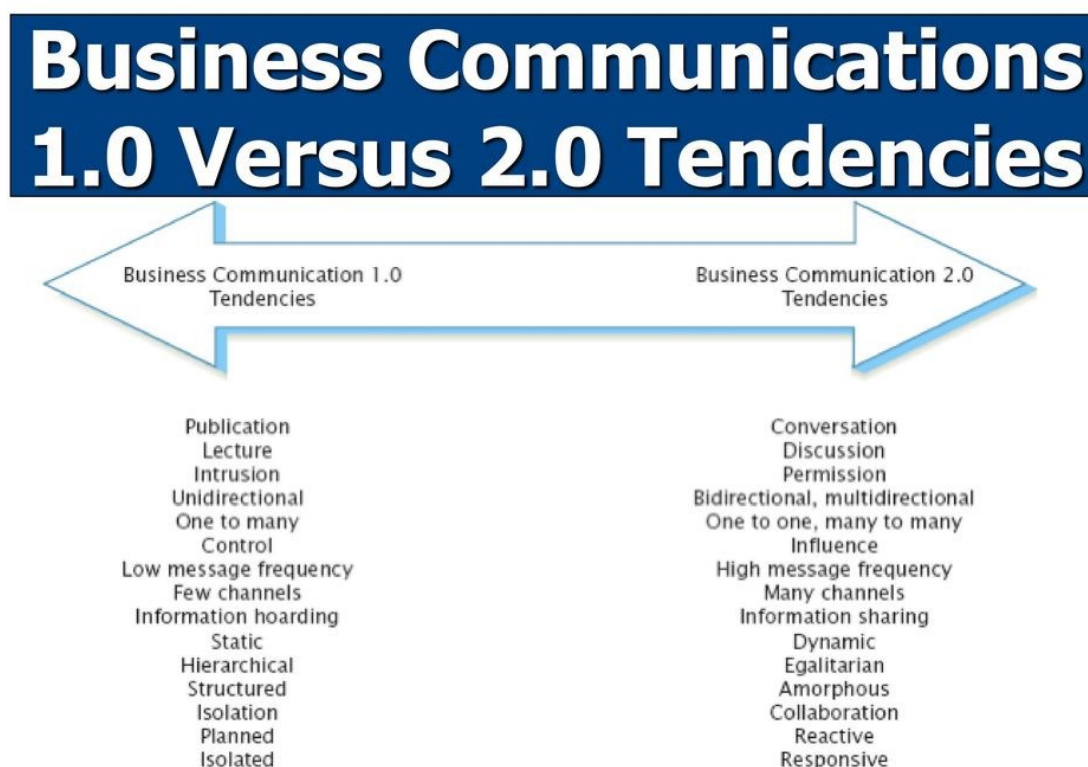 Business Communications
1.0 Versus 2.0 Tendencies
Business Communication 1.0
Tendencies
Business Communication 2.0
Tendencies
Publication
Lecture
Intrusion
Unidirectional
One to many
Control
Low message frequency
Few channels
Information hoarding
Static
Hierarchical
Structured
Isolation
Planned
Isolated
Conversation
Discussion
Permission
Bidirectional, multidirectional
One to one, many to many
Influence
High message frequency
Many channels
Information sharing
Dynamic
Egalitarian
Amorphous
Collaboration
Reactive
Responsive